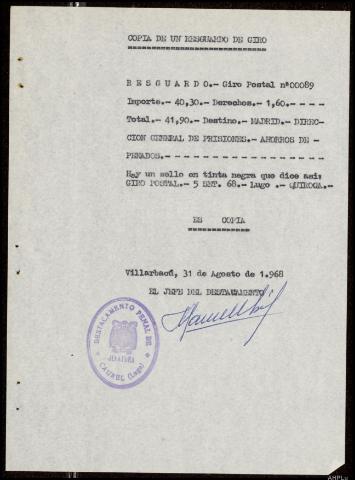 COPIA DE UN RESGUARDO DE GIRO
R E S G U A R D O.- Giro Postal nº00089
Importe.- 40,30.- Derechos.- 1,60.- - - -
Total.- 41,90.- Destino.- MADRID.- DIREC-
CION GENERAL DE PRISIONES.- AHORROS DE -
PENADOS.- - - - - - - - - - - - - - - - -
Hay un sello en tinta negra que dice asi:
GIRO POSTAL.- 5 68.- Lugo .- QUIROGA.-
ES COPIA
Villarbacú, 31 de Agosto de 1.968
EL JEFE DEL DESTACAMENTO
DESTACAMENTO PENAL DE
CAUREL (Lugo)
AHPLu